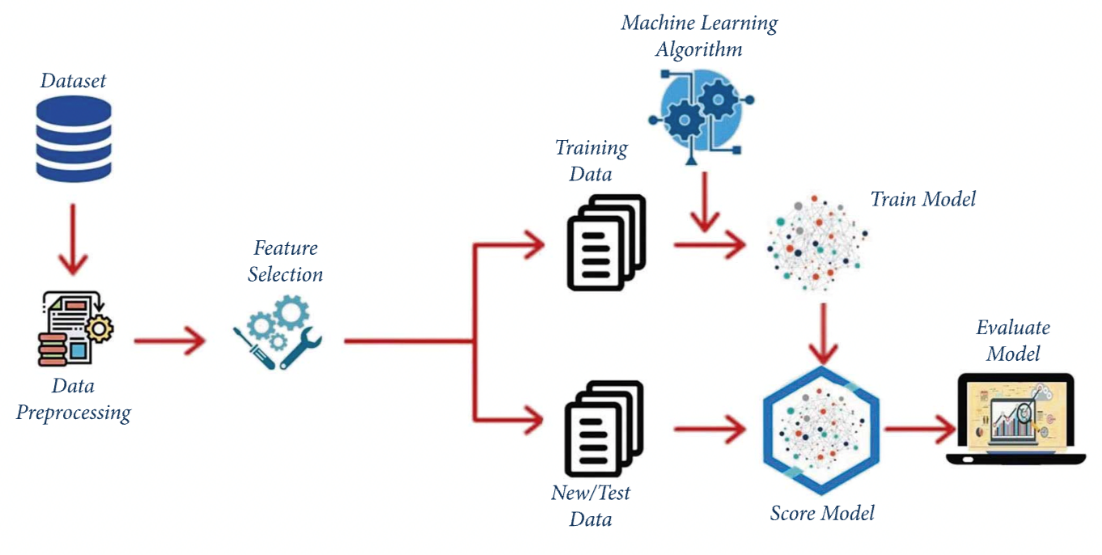 Machine Learning
Algorithm
Dataset
Training
Data
Train Model
Feature
Selection
Evaluate
Model
Data
Preprocessing
New/Test
Data
Score Model